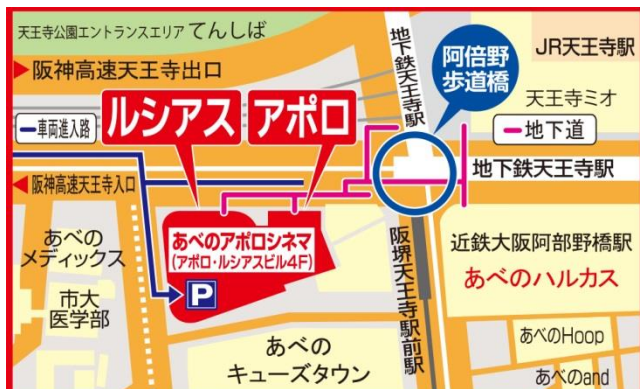 天王寺公園エントランスエリア てんしば
阪神高速天王寺出口
車両進入路
ルシアス
アポロ
地下鉄天王寺駅
阿倍野
歩道橋
JR天王寺駅
天王寺ミオ
地下道
地下鉄天王寺駅
阪神高速天王寺入口
あべの
メディックス
市大
医学部
あべのアポロシネマ
(アポロ・ルシアスビル4F)
P
あべの
キューズタウン
阪堺天王寺駅前駅
近鉄大阪阿部野橋駅
あべのハルカス
あべのHoop
あべのand